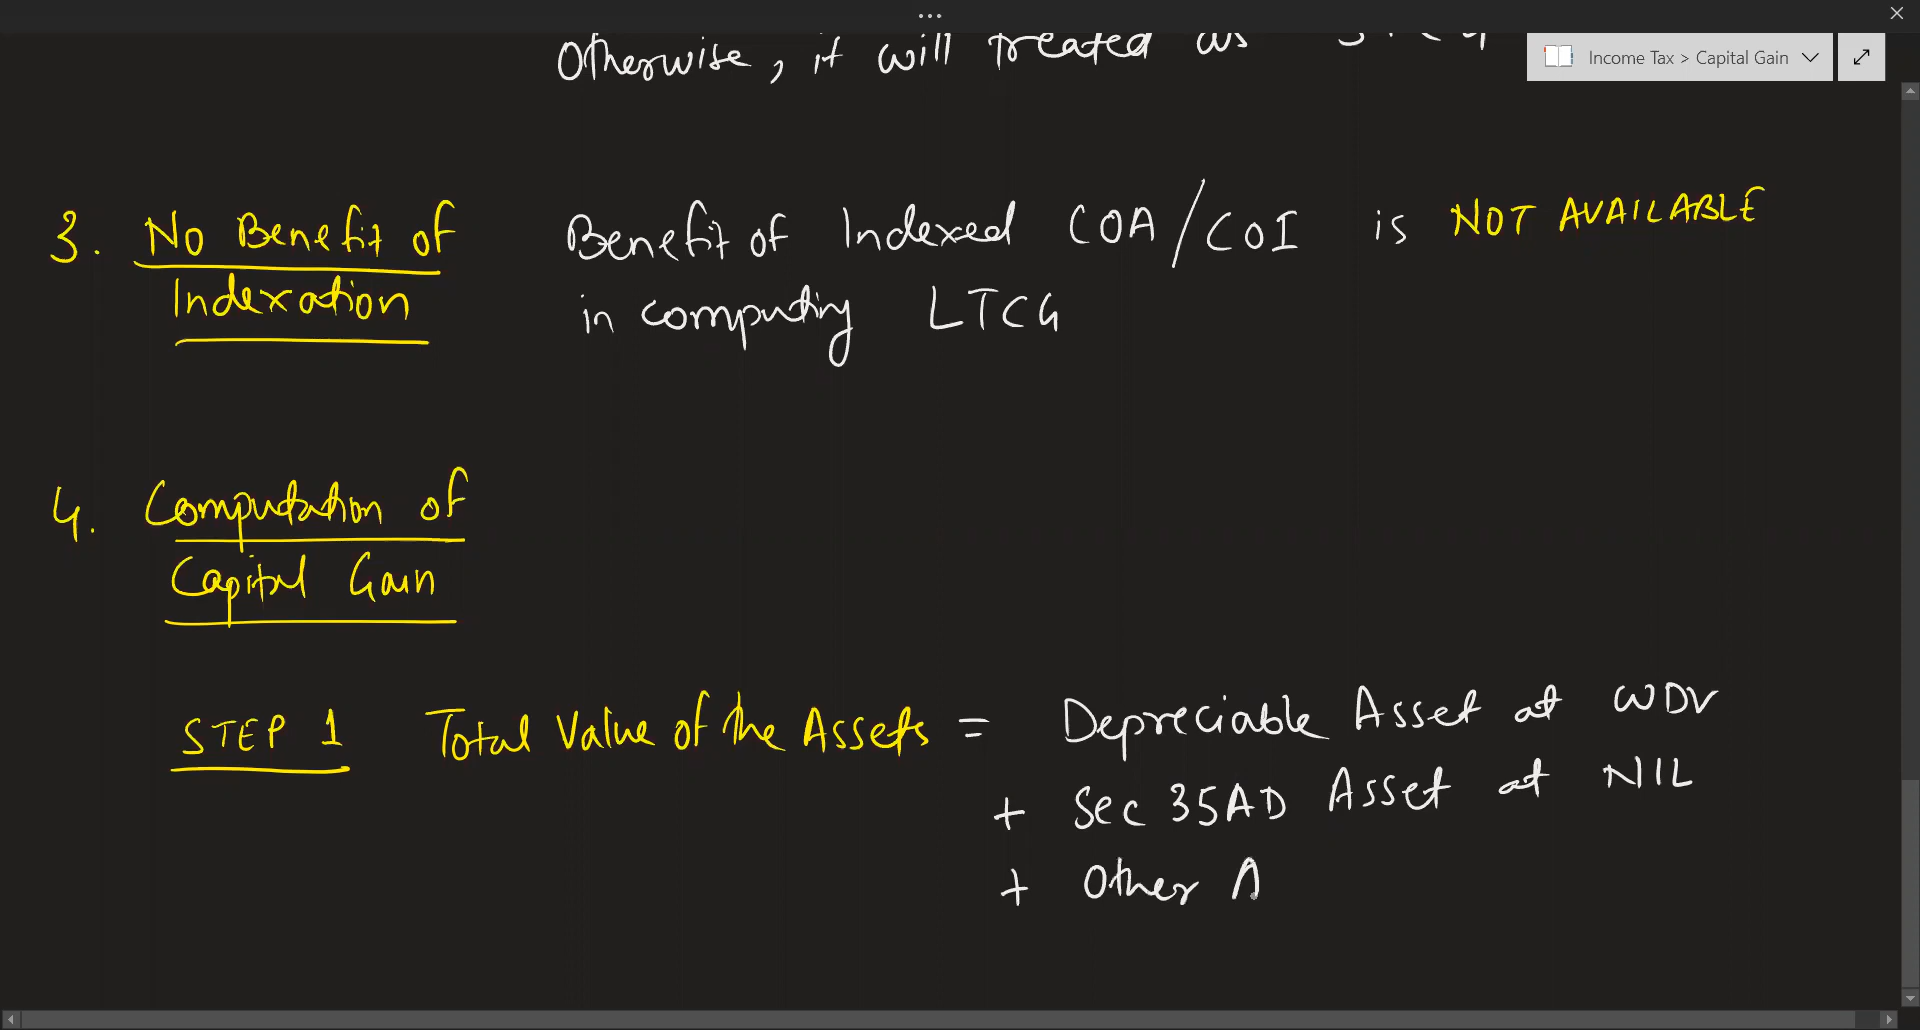 ...
Income Tax > Capital Gain
Otherwise, it will treated as
3. No Benefit of Indexed COA/COI is NOT AVAILABLE
Indexation in computing LTCG
4. Computation of
Capital Gain
STEP 1 Total Value of the Assets = Depreciable Asset at WDV
+ Sec 35AD Asset at NIL
+ Other A